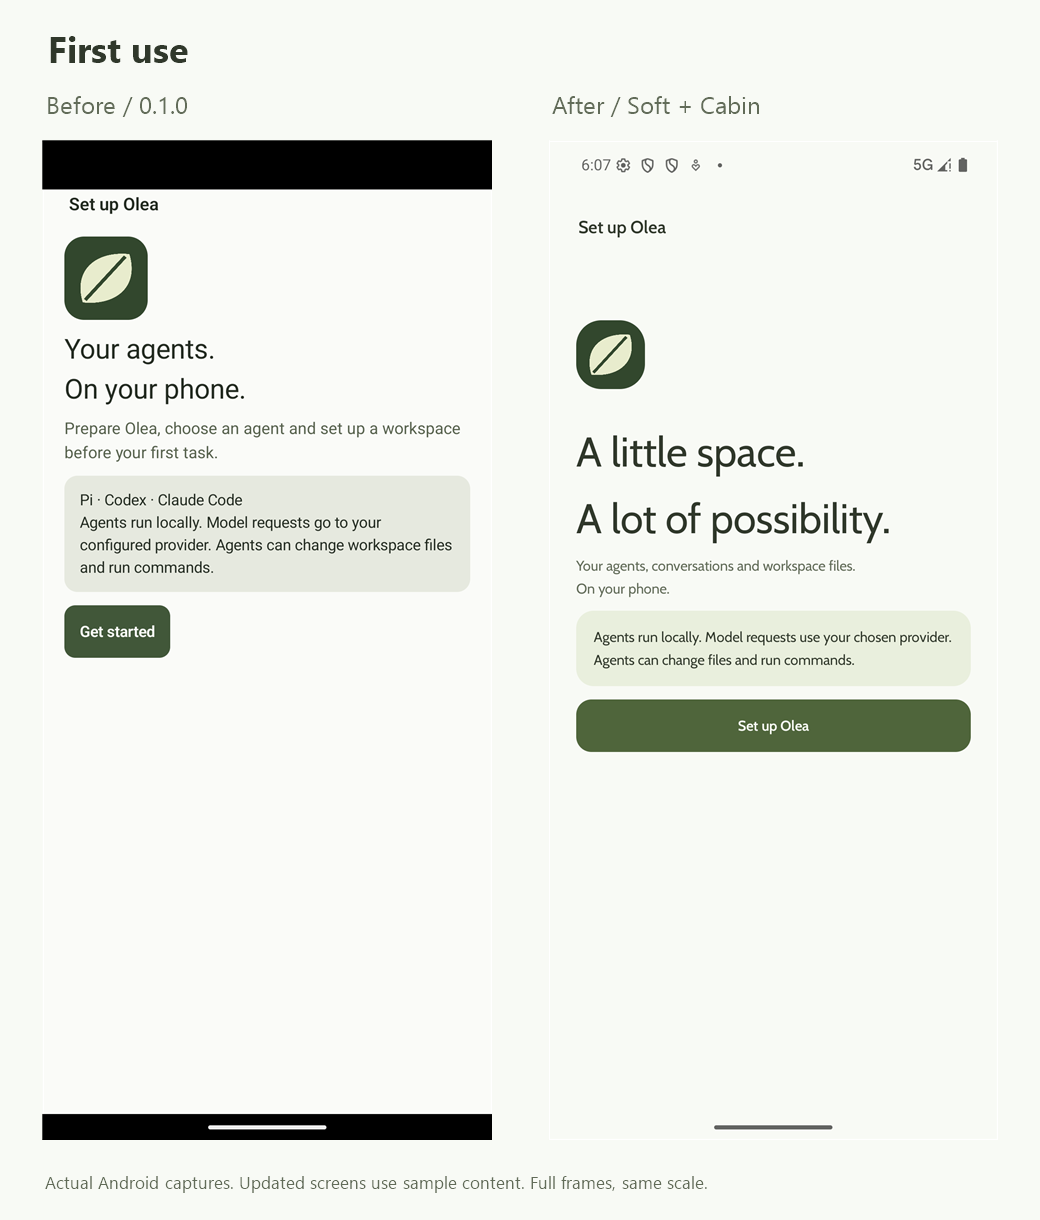 First use
Before / 0.1.0
Set up Olea
Your agents.
On your phone.
Prepare Olea, choose an agent and set up a workspace
before your first task.
Pi · Codex · Claude Code
Agents run locally. Model requests go to your
configured provider. Agents can change workspace files
and run commands.
Get started
After / Soft + Cabin
6:07
5G
Set up Olea
A little space.
A lot of possibility.
Your agents, conversations and workspace files.
On your phone.
Agents run locally. Model requests use your chosen provider.
Agents can change files and run commands.
Set up Olea
Actual Android captures. Updated screens use sample content. Full frames, same scale.